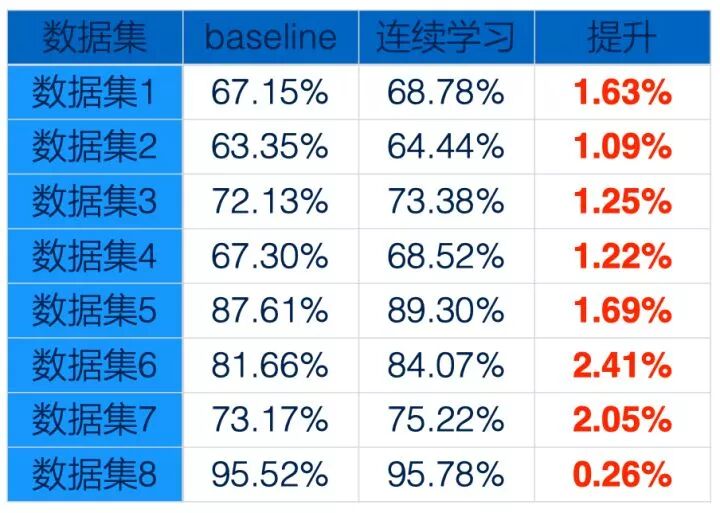 数据集 baseline 连续学习 提升
数据集1 67.15% 68.78% 1.63%
数据集2 63.35% 64.44% 1.09%
数据集3 72.13% 73.38% 1.25%
数据集4 67.30% 68.52% 1.22%
数据集5 87.61% 89.30% 1.69%
数据集6 81.66% 84.07% 2.41%
数据集7 73.17% 75.22% 2.05%
数据集8 95.52% 95.78% 0.26%